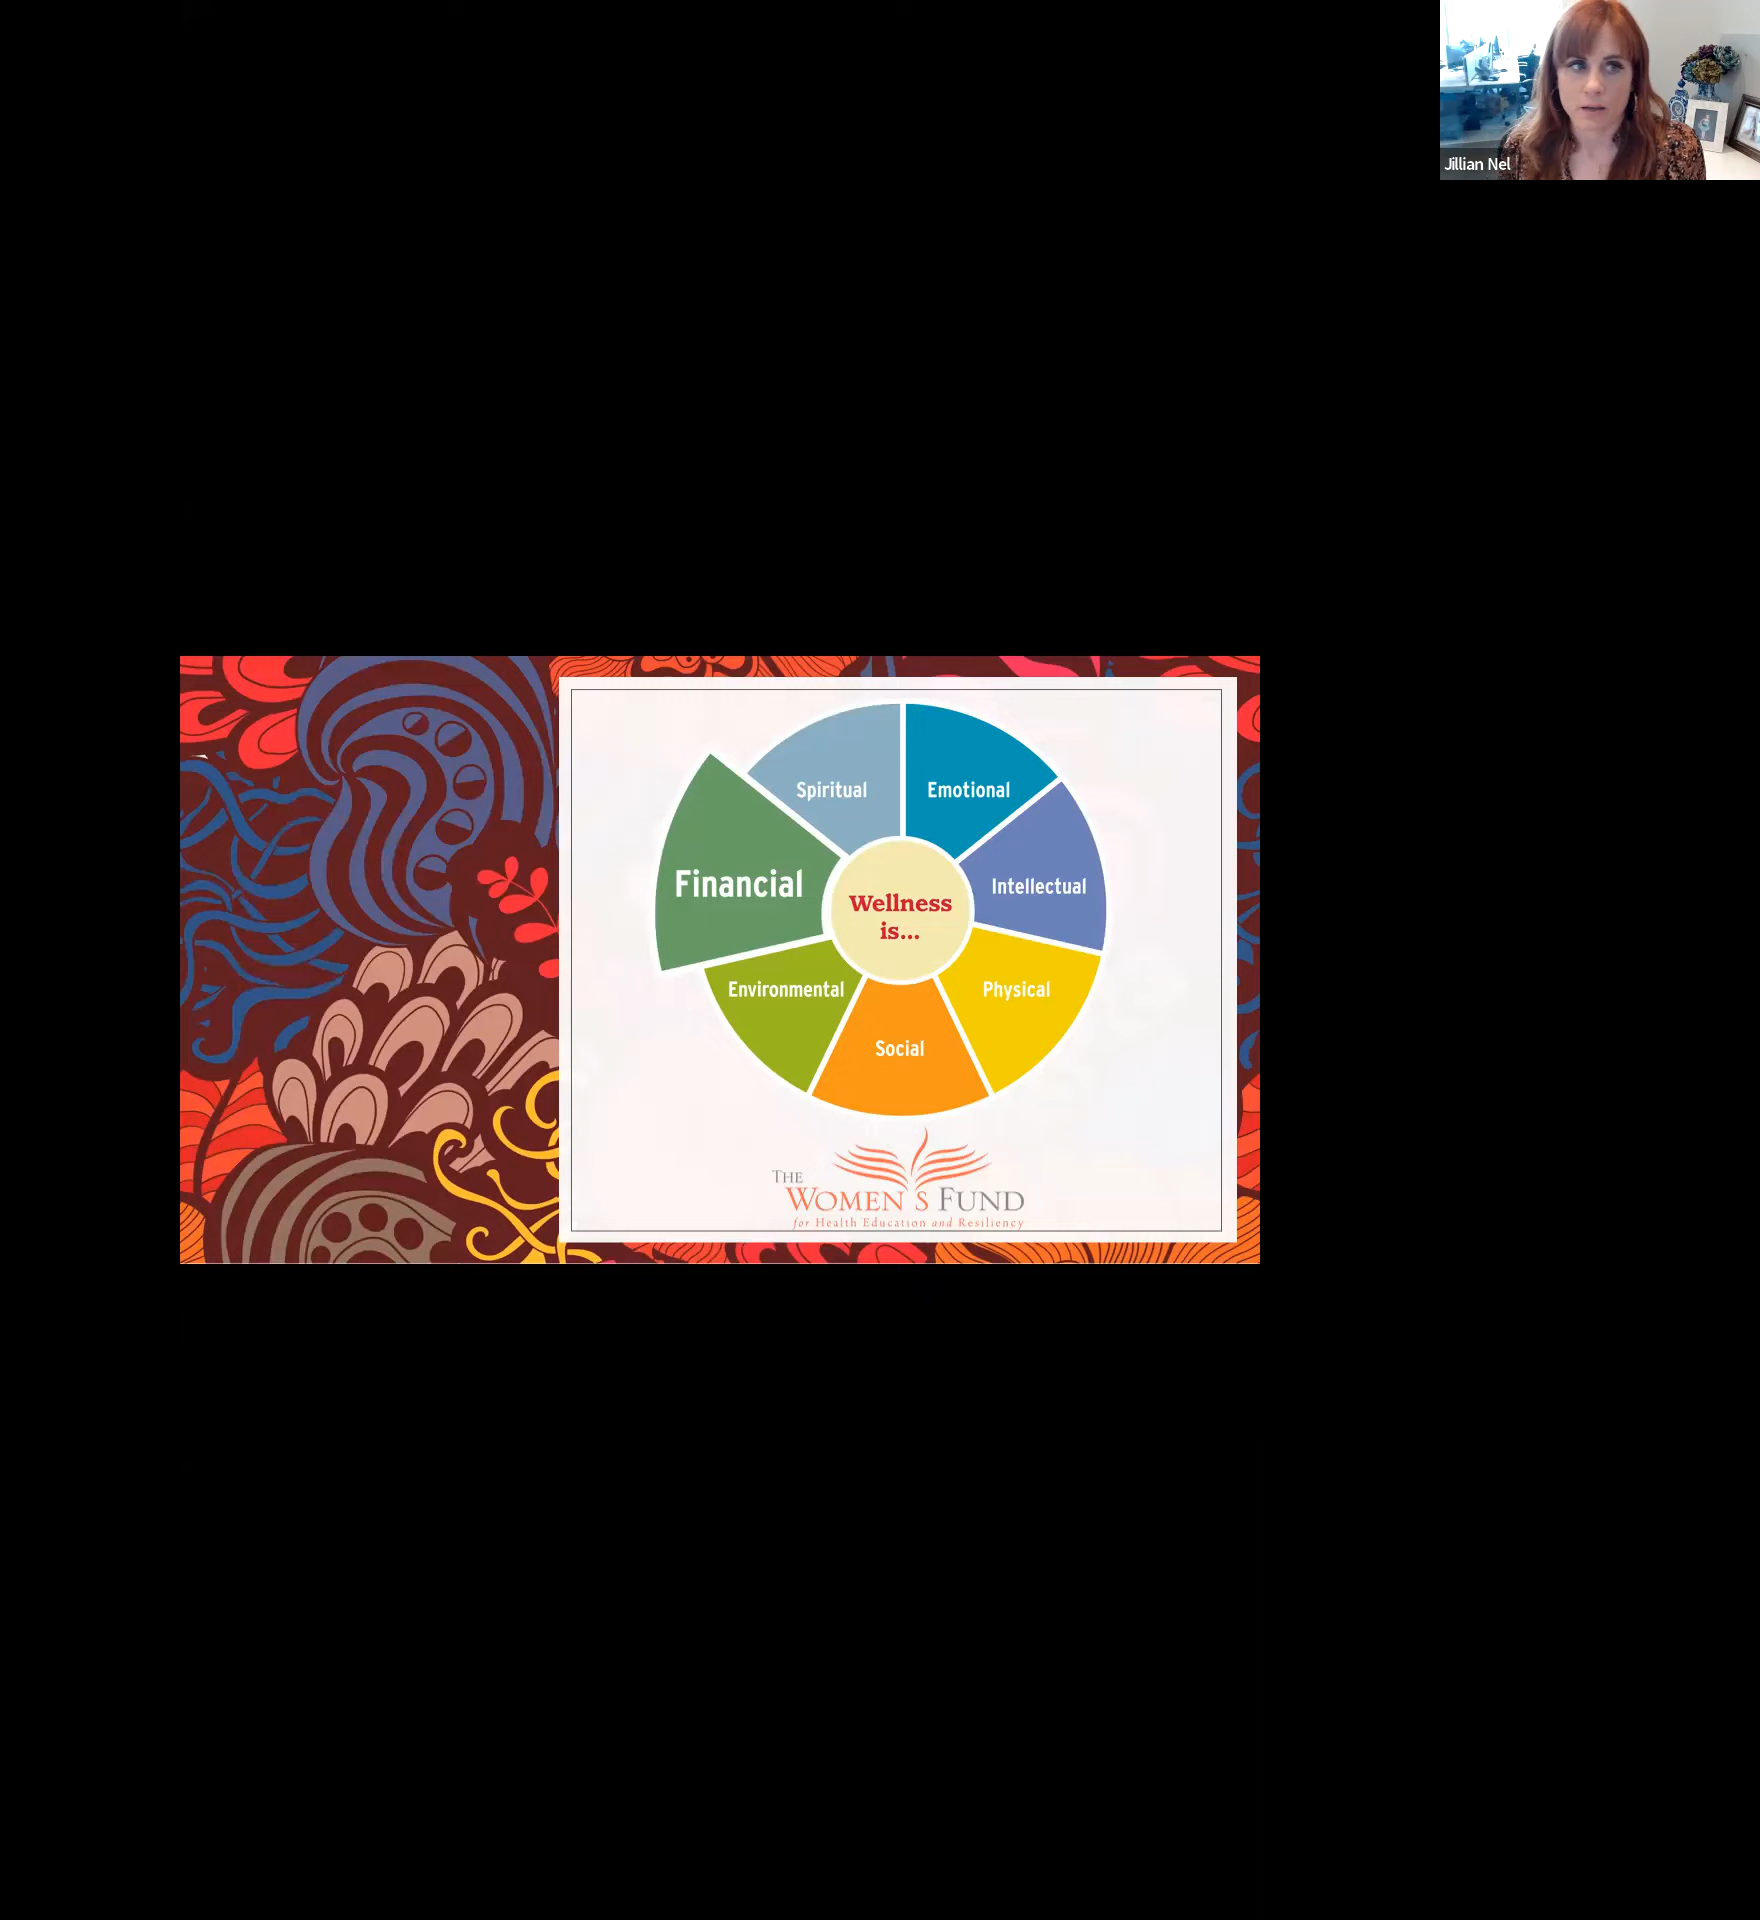 Jillian Nel
Spiritual
Emotional
Financial
Intellectual
Wellness
is...
Environmental
Physical
Social
THE
WOMEN'S FUND
for Health Education and Resiliency